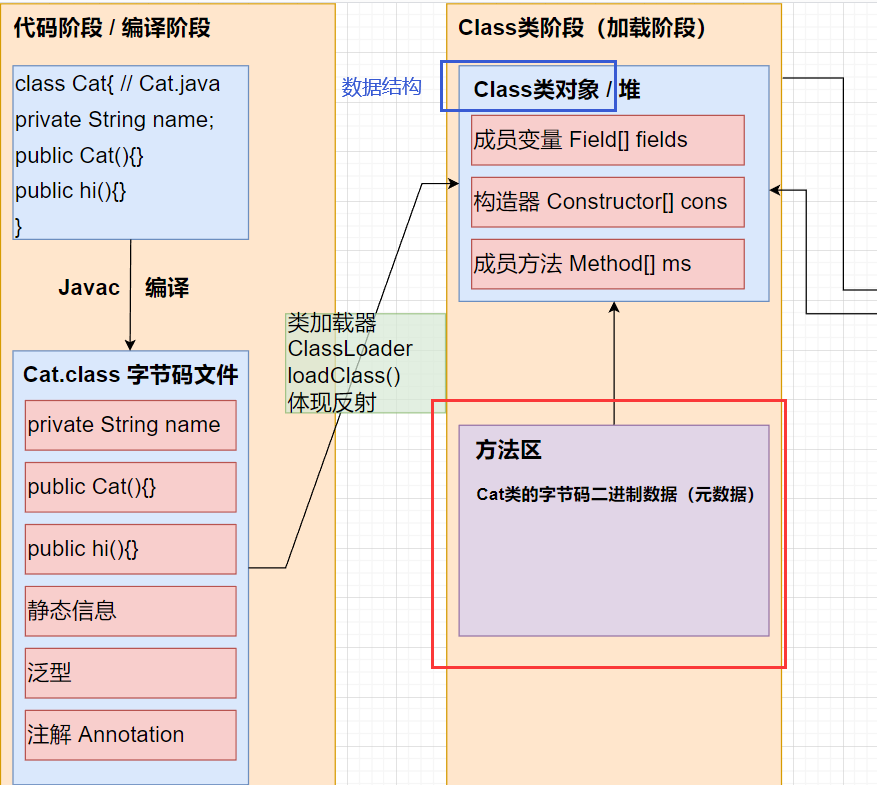 代码阶段 / 编译阶段
class Cat{ // Cat.java
private String name;
public Cat(){}
public hi(){}
}
Javac 编译
Cat.class 字节码文件
private String name
public Cat(){}
public hi(){}
静态信息
泛型
注解 Annotation
数据结构
类加载器
ClassLoader
loadClass()
体现反射
Class类阶段（加载阶段）
Class类对象 / 堆
成员变量 Field[] fields
构造器 Constructor[] cons
成员方法 Method[] ms
方法区
Cat类的字节码二进制数据（元数据）